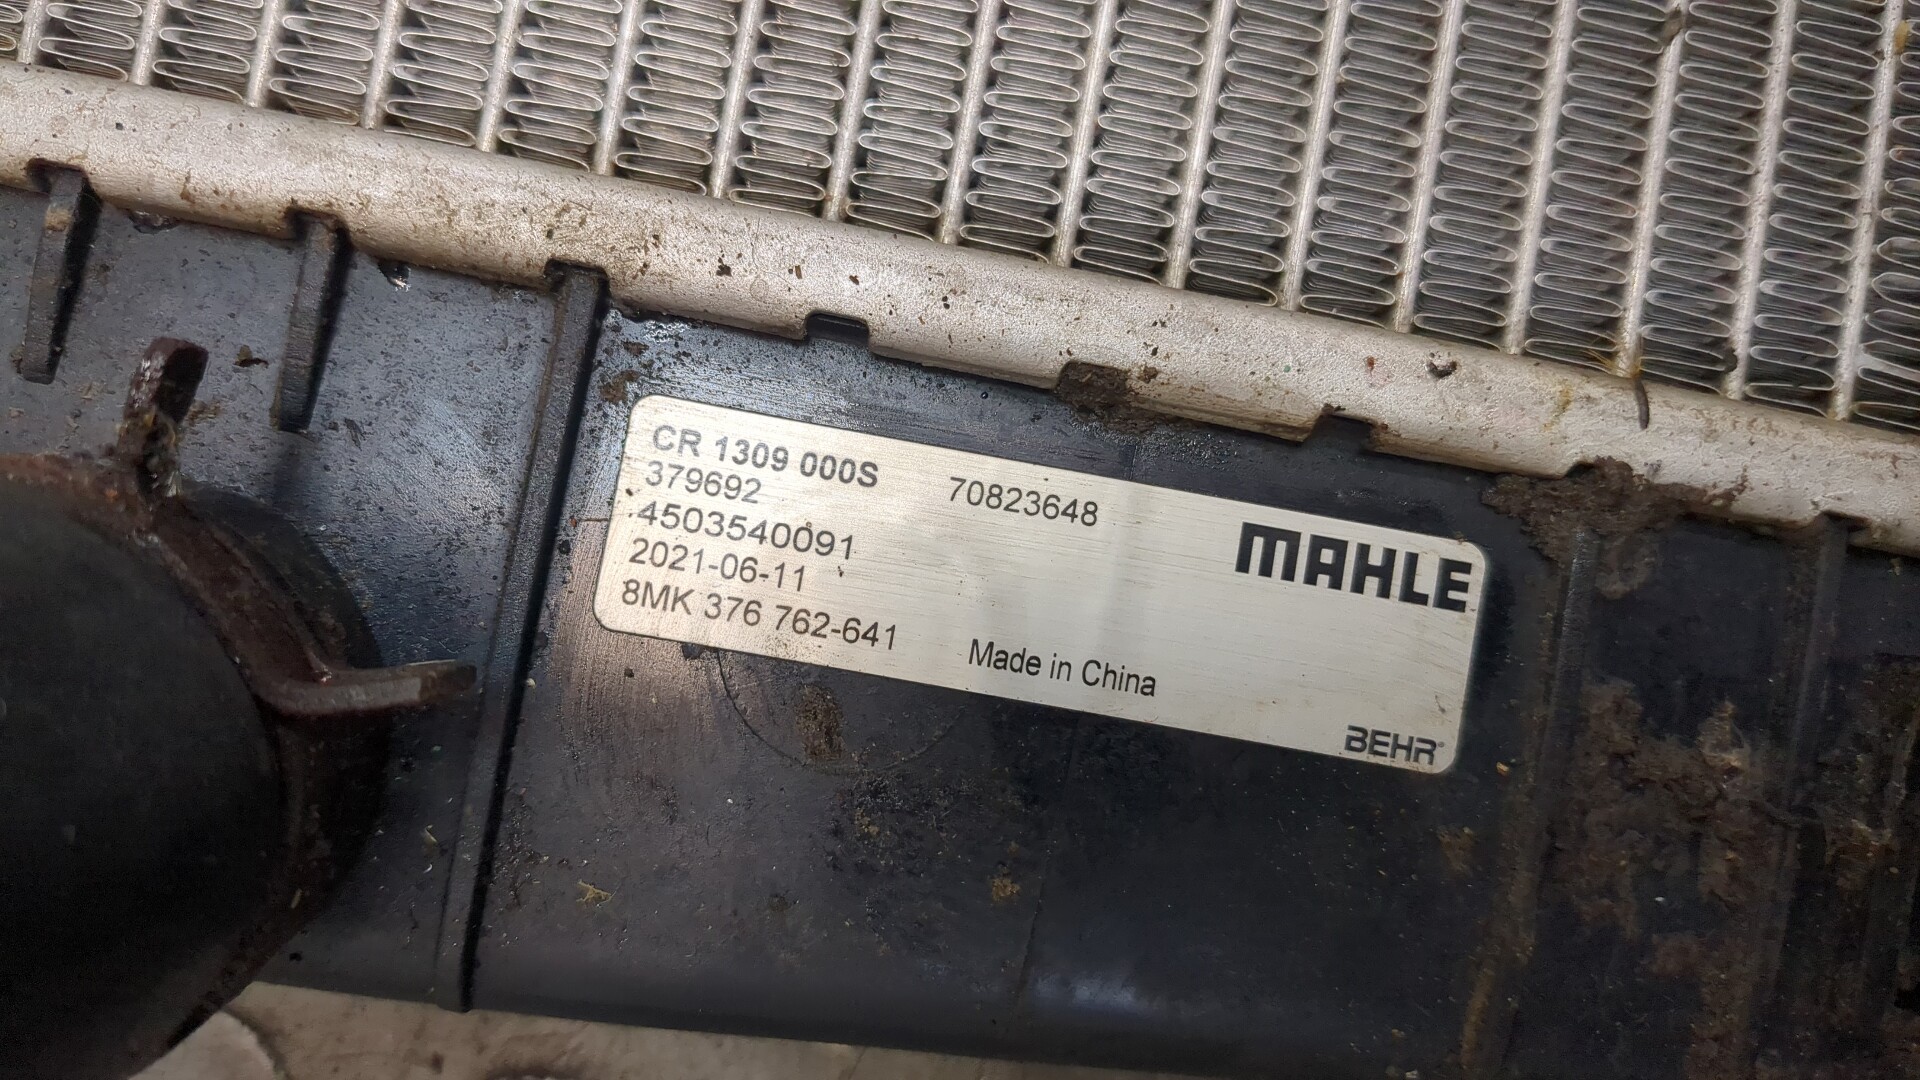 CR 1309 000S
379692
70823648
4503540091
2021-06-11
8MK 376 762-641
Made in China
MAHLE
BEHR